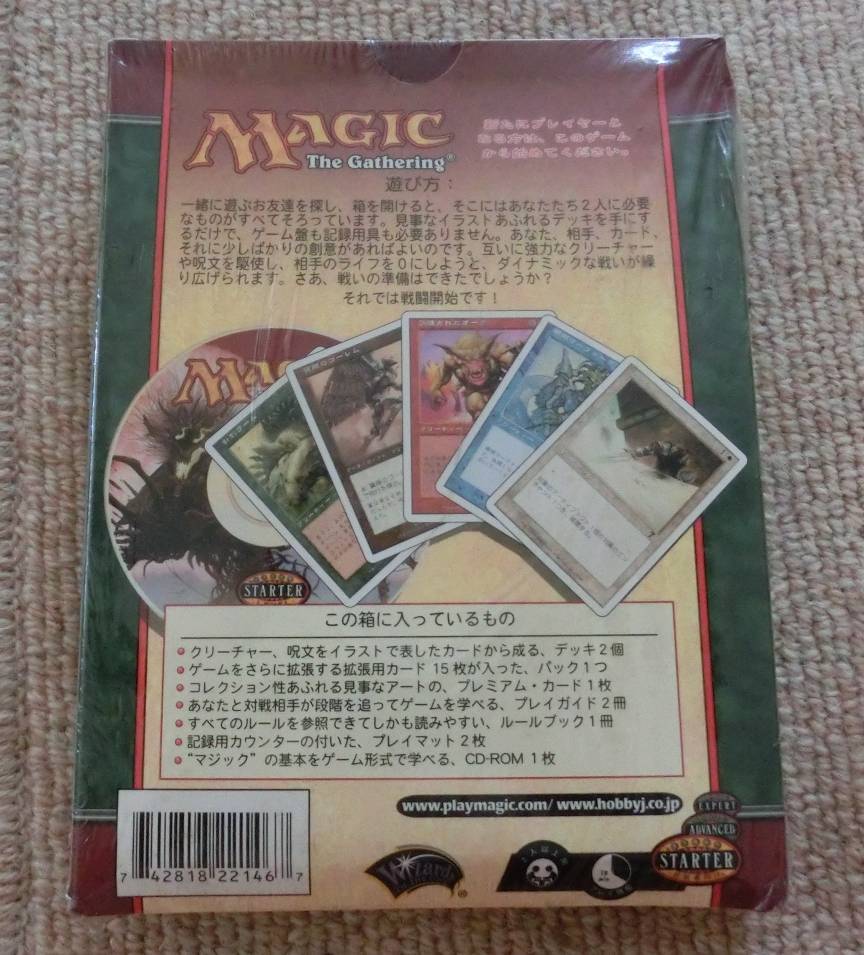 MAGIC
The Gathering®
新たにプレイヤーと
なる方は、このゲーム
から始めてください。
遊び方：
一緒に遊ぶお友達を探し、箱を開けると、そこにはあなたたち2人に必要
なものがすべてそろっています。見事なイラストあふれるデッキを手にす
るだけで、ゲーム盤も記録用具も必要ありません。あなた、相手、カード、
それに少しばかりの創意があればよいのです。互いに強力なクリーチャー
や呪文を駆使し、相手のライフを0にしようと、ダイナミックな戦いが繰
り広げられます。さあ、戦いの準備はできたでしょうか？
それでは戦闘開始です！
STARTER
この箱に入っているもの
クリーチャー、呪文をイラストで表したカードから成る、デッキ2個
ゲームをさらに拡張する拡張用カード 15枚が入った、パック1つ
コレクション性あふれる見事なアートの、プレミアム・カード1枚
あなたと対戦相手が段階を追ってゲームを学べる、プレイガイド2冊
すべてのルールを参照できてしかも読みやすい、ルールブック1冊
記録用カウンターの付いた、プレイマット2枚
“マジック”の基本をゲーム形式で学べる、CD-ROM 1枚
www.playmagic.com/ www.hobbyj.co.jp
EXPERT
ADVANCED
STARTER
7 42818 22146 7
Wizards